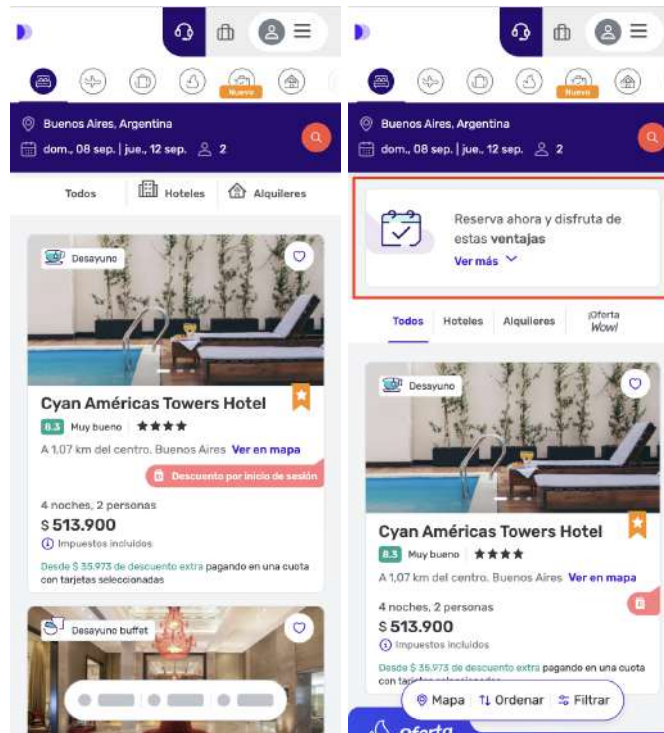 Nuevo
Buenos Aires, Argentina
dom., 08 sep. | jue., 12 sep. 2
Todos Hoteles Alquileres
Desayuno
Cyan Américas Towers Hotel
8.3 Muy bueno
A 1,07 km del centro. Buenos Aires Ver en mapa
Descuento por inicio de sesión
4 noches, 2 personas
$ 513.900
Impuestos incluidos
Desde $ 35.973 de descuento extra pagando en una cuota
con tarjetas seleccionadas
Desayuno buffet
Nuevo
Buenos Aires, Argentina
dom., 08 sep. | jue., 12 sep. 2
Reserva ahora y disfruta de
estas ventajas
Ver más
Todos Hoteles Alquileres ¡Oferta
Wow!
Desayuno
Cyan Américas Towers Hotel
8.3 Muy bueno
A 1,07 km del centro. Buenos Aires Ver en mapa
4 noches, 2 personas
$ 513.900
Impuestos incluidos
Desde $ 35.973 de descuento extra pagando en una cuota
con
Mapa Ordenar Filtrar
Oferta